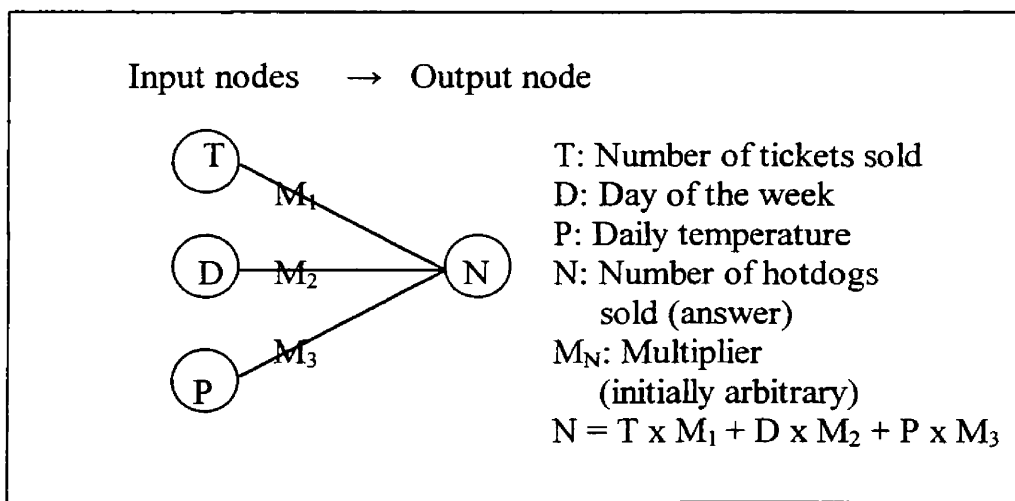 Input nodes → Output node
T
M₁
D
M₂
N
M₃
P
T: Number of tickets sold
D: Day of the week
P: Daily temperature
N: Number of hotdogs
sold (answer)
M_N: Multiplier
(initially arbitrary)
N = T x M₁ + D x M₂ + P x M₃